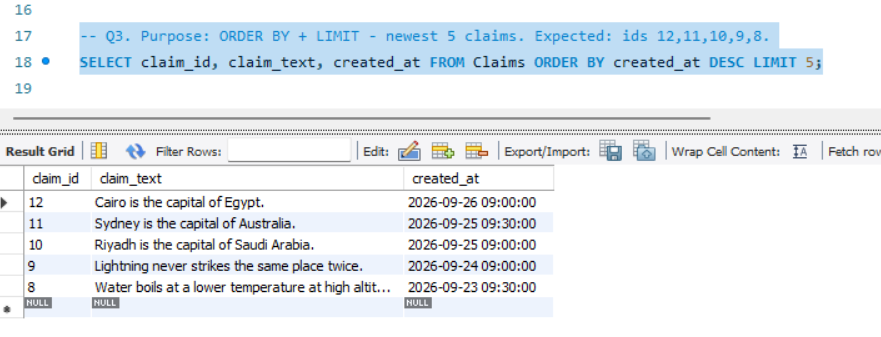 16
17 -- Q3. Purpose: ORDER BY + LIMIT - newest 5 claims. Expected: ids 12,11,10,9,8.
18 SELECT claim_id, claim_text, created_at FROM Claims ORDER BY created_at DESC LIMIT 5;
19
Result Grid Filter Rows: Edit: Export/Import: Wrap Cell Content: IA Fetch row
claim_id claim_text created_at
12 Cairo is the capital of Egypt. 2026-09-26 09:00:00
11 Sydney is the capital of Australia. 2026-09-25 09:30:00
10 Riyadh is the capital of Saudi Arabia. 2026-09-25 09:00:00
9 Lightning never strikes the same place twice. 2026-09-24 09:00:00
8 Water boils at a lower temperature at high altit... 2026-09-23 09:30:00
NULL NULL NULL